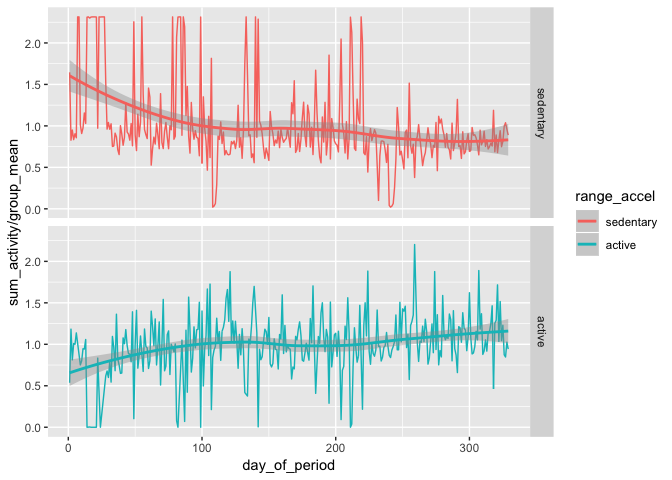 sum_activity/group_mean
2.0
1.5
1.0
0.5
0.0
sedentary
2.0
1.5
1.0
0.5
0.0
active
0 100 200 300
day_of_period
range_accel
sedentary
active